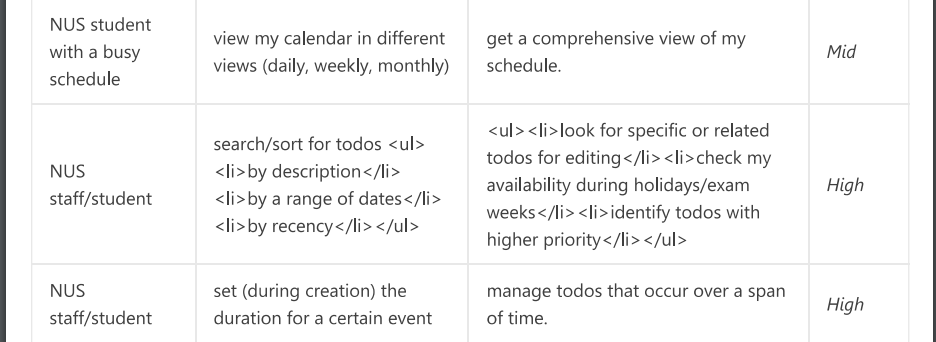 NUS student
with a busy
schedule
view my calendar in different
views (daily, weekly, monthly)
get a comprehensive view of my
schedule.
Mid
NUS
staff/student
search/sort for todos <ul>
<li>by description</li>
<li>by a range of dates</li>
<li>by recency</li></ul>
<ul><li>look for specific or related
todos for editing</li><li>check my
availability during holidays/exam
weeks</li><li>identify todos with
higher priority</li></ul>
High
NUS
staff/student
set (during creation) the
duration for a certain event
manage todos that occur over a span
of time.
High